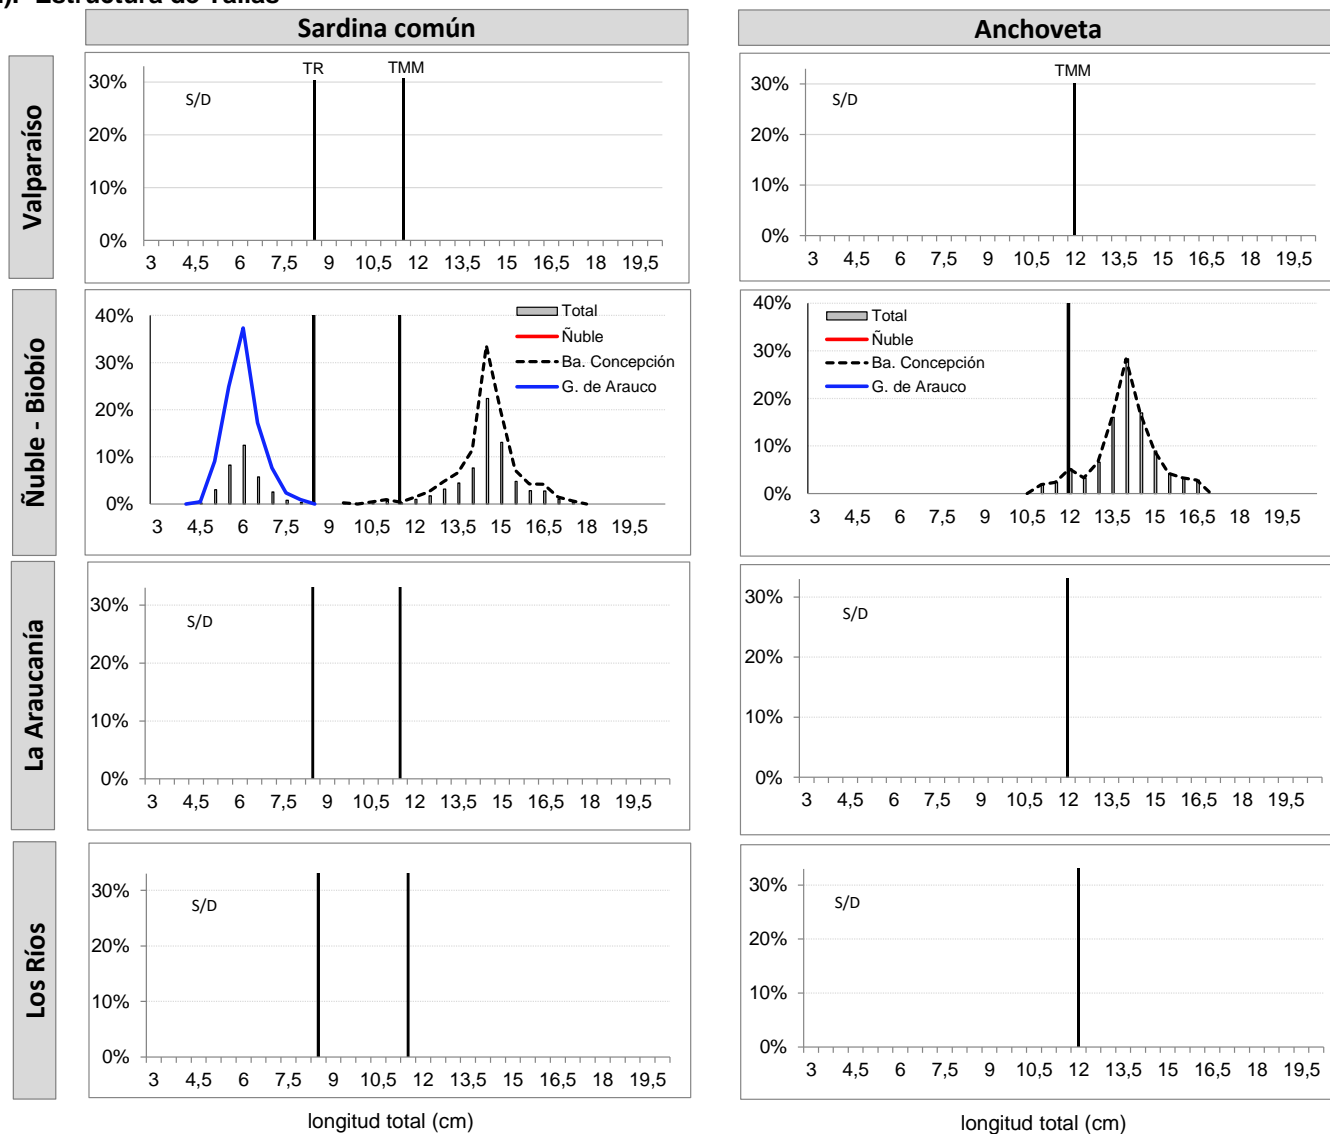 Estructura de Tallas
Sardina común
Anchoveta
Valparaíso
TR TMM
30%
S/D
20%
10%
0%
3 4,5 6 7,5 9 10,5 12 13,5 15 16,5 18 19,5
TMM
30%
S/D
20%
10%
0%
3 4,5 6 7,5 9 10,5 12 13,5 15 16,5 18 19,5
Ñuble - Biobío
40%
30%
20%
10%
0%
Total
Ñuble
Ba. Concepción
G. de Arauco
3 4,5 6 7,5 9 10,5 12 13,5 15 16,5 18 19,5
40%
30%
20%
10%
0%
Total
Ñuble
Ba. Concepción
G. de Arauco
3 4,5 6 7,5 9 10,5 12 13,5 15 16,5 18 19,5
La Araucanía
30%
S/D
20%
10%
0%
3 4,5 6 7,5 9 10,5 12 13,5 15 16,5 18 19,5
30%
S/D
20%
10%
0%
3 4,5 6 7,5 9 10,5 12 13,5 15 16,5 18 19,5
Los Ríos
30%
S/D
20%
10%
0%
3 4,5 6 7,5 9 10,5 12 13,5 15 16,5 18 19,5
longitud total (cm)
30%
S/D
20%
10%
0%
3 4,5 6 7,5 9 10,5 12 13,5 15 16,5 18 19,5
longitud total (cm)